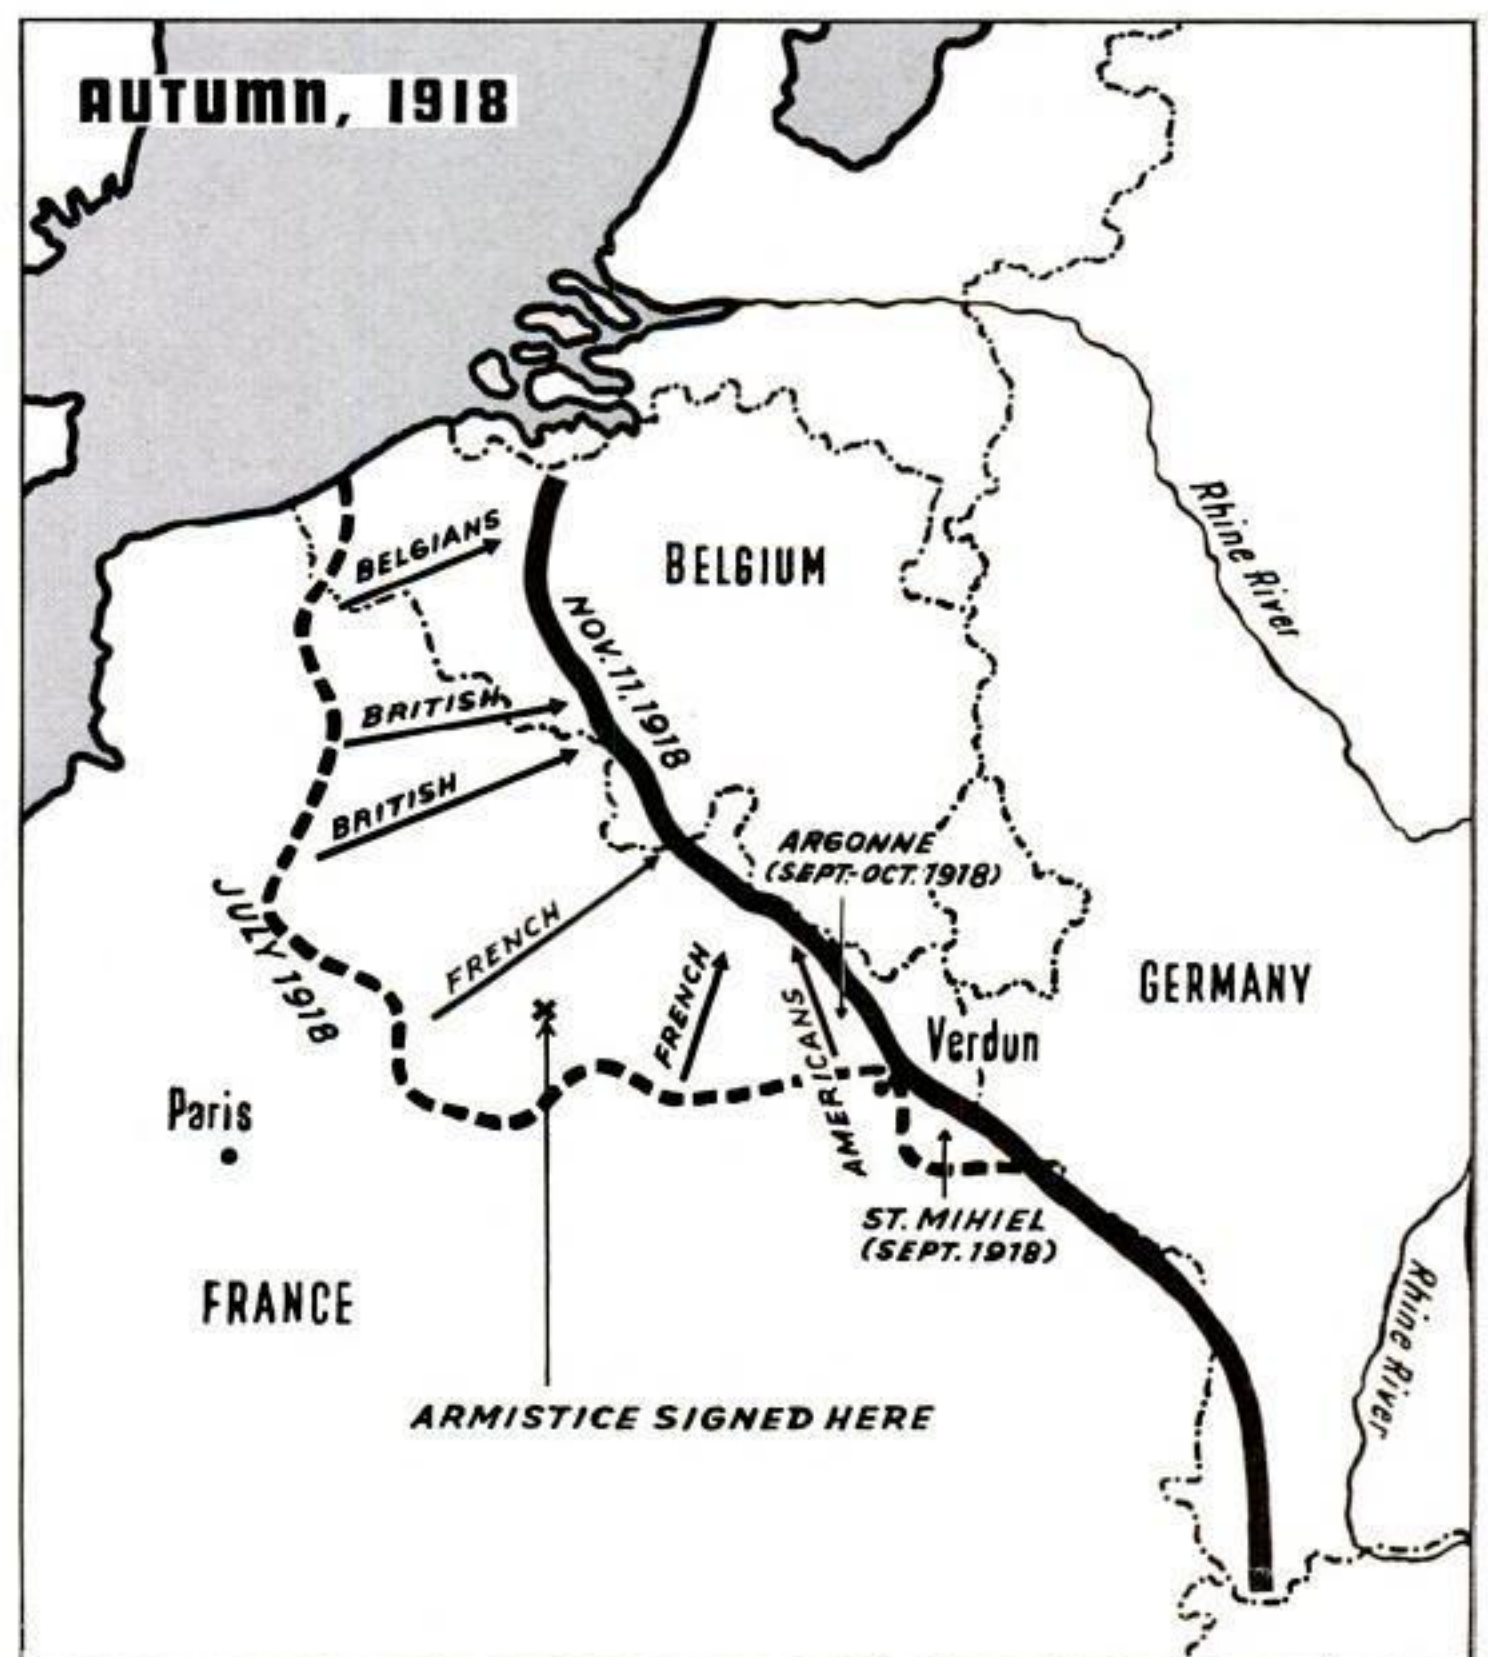 AUTUMN, 1918
BELGIANS
BELGIUM
Rhine River
NOV. 11, 1918
BRITISH
BRITISH
ARGONNE
(SEPT.-OCT. 1918)
JULY 1918
FRENCH
FRENCH
AMERICANS
GERMANY
Verdun
Paris
ST. MIHIEL
(SEPT. 1918)
FRANCE
Rhine River
ARMISTICE SIGNED HERE